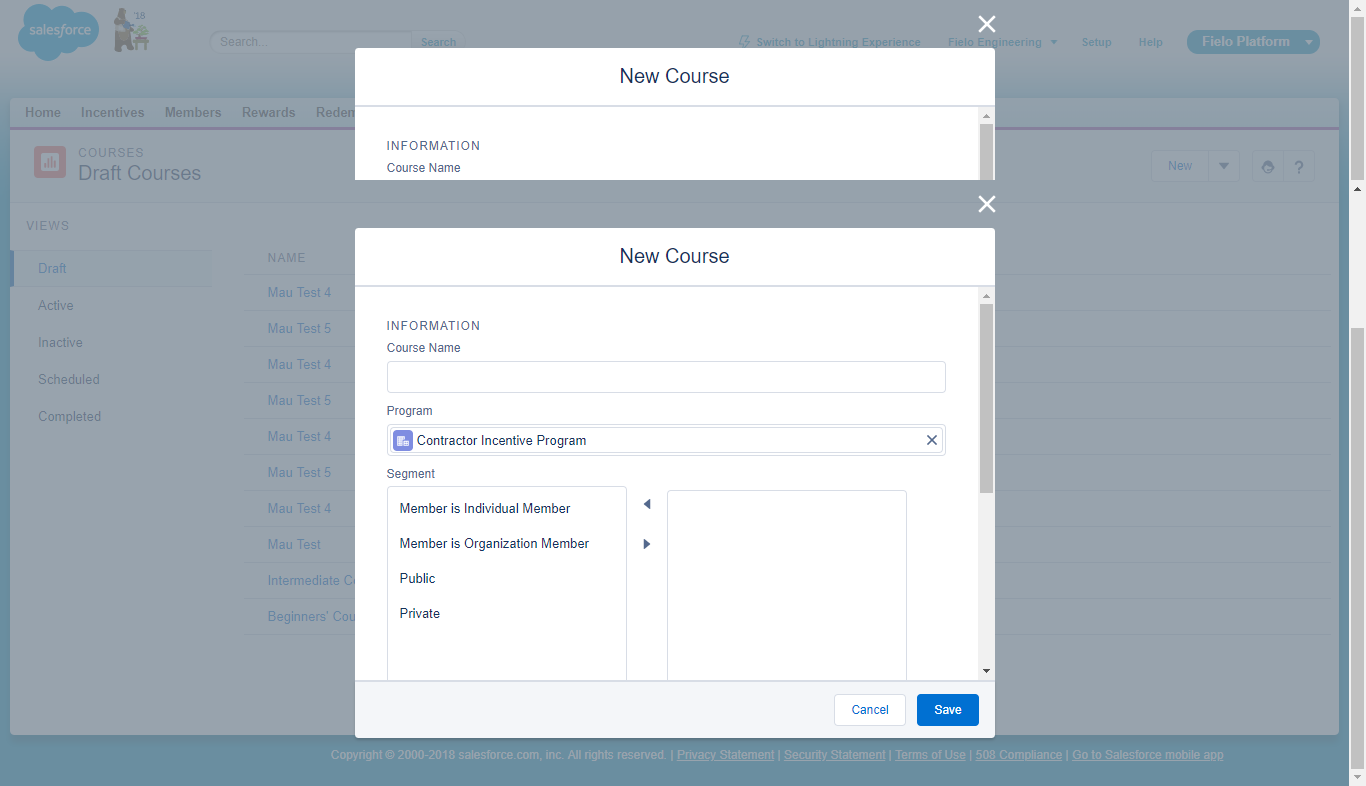 salesforce
'18
Search...
Search
Switch to Lightning Experience
Fielo Engineering
Setup
Help
Fielo Platform
New Course
Home
Incentives
Members
Rewards
Redem
COURSES
Draft Courses
INFORMATION
Course Name
New
?
VIEWS
Draft
Active
Inactive
Scheduled
Completed
NAME
Mau Test 4
Mau Test 5
Mau Test 4
Mau Test 5
Mau Test 4
Mau Test 5
Mau Test 4
Mau Test
Intermediate Co
Beginners' Cou
New Course
INFORMATION
Course Name
Program
Contractor Incentive Program
Segment
Member is Individual Member
Member is Organization Member
Public
Private
Cancel
Save
Copyright © 2000-2018 salesforce.com, inc. All rights reserved. | Privacy Statement | Security Statement | Terms of Use | 508 Compliance | Go to Salesforce mobile app